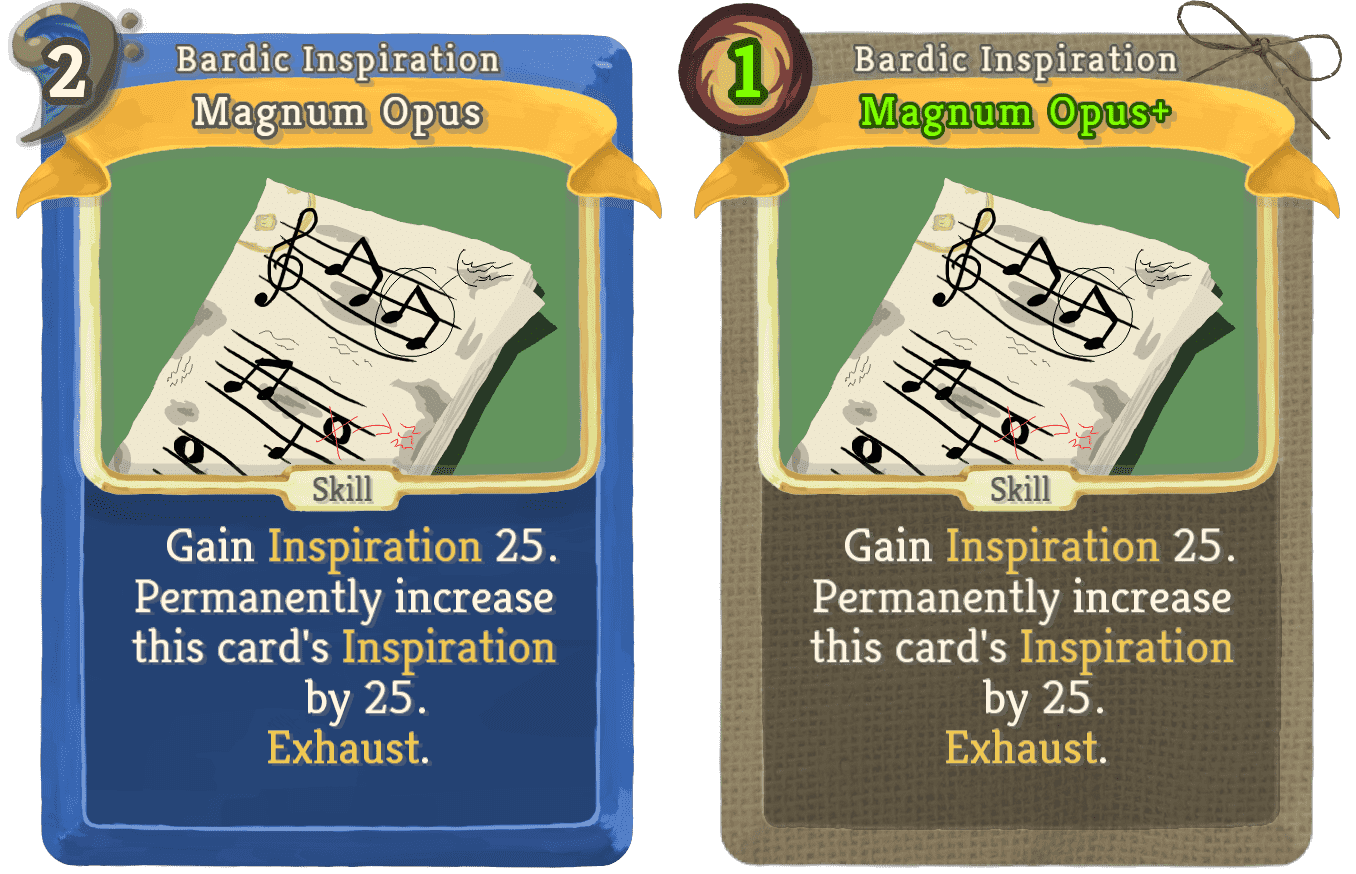 2
Bardic Inspiration
Magnum Opus
Skill
Gain Inspiration 25.
Permanently increase
this card's Inspiration
by 25.
Exhaust.
1
Bardic Inspiration
Magnum Opus+
Skill
Gain Inspiration 25.
Permanently increase
this card's Inspiration
by 25.
Exhaust.